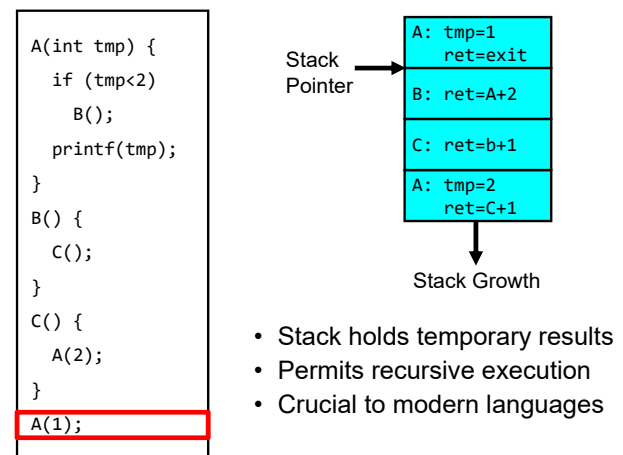 A(int tmp) {
if (tmp<2)
B();
printf(tmp);
}
B() {
C();
}
C() {
A(2);
}
A(1);
Stack
Pointer
A: tmp=1
ret=exit
B: ret=A+2
C: ret=b+1
A: tmp=2
ret=C+1
Stack Growth
• Stack holds temporary results
• Permits recursive execution
• Crucial to modern languages